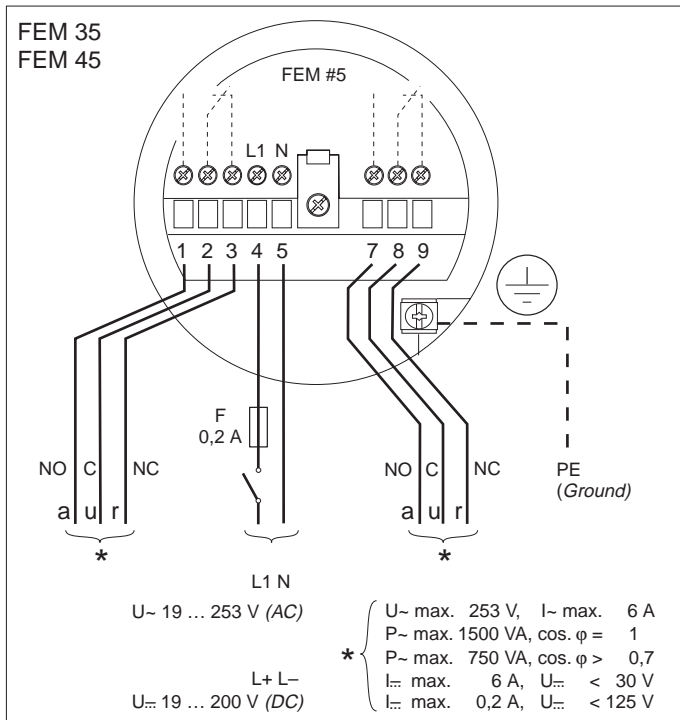 FEM 35
FEM 45
FEM #5
L1 N
1 2 3 4 5 7 8 9
F
0,2 A
NO C NC
NO C NC
PE
(Ground)
a u r
a u r
*
*
L1 N
U~ 19 … 253 V (AC)
L+ L–
U⎓ 19 … 200 V (DC)
*
U~ max. 253 V, I~ max. 6 A
P~ max. 1500 VA, cos. φ = 1
P~ max. 750 VA, cos. φ > 0,7
I⎓ max. 6 A, U⎓ < 30 V
I⎓ max. 0,2 A, U⎓ < 125 V